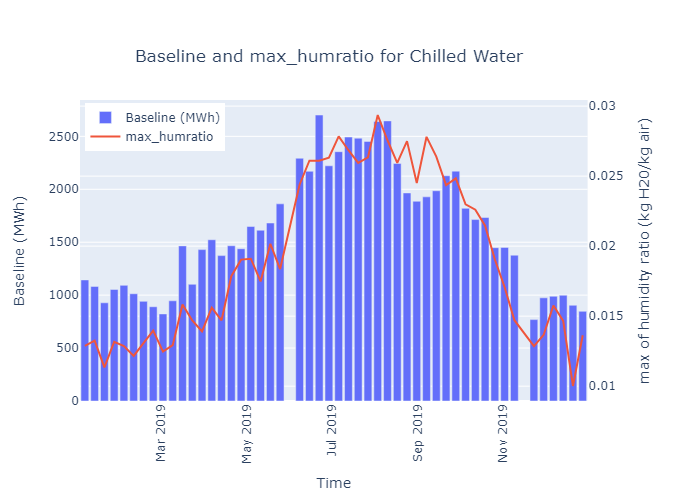 Baseline and max_humratio for Chilled Water
Baseline (MWh)
max_humratio
0
500
1000
1500
2000
2500
Baseline (MWh)
0.01
0.015
0.02
0.025
0.03
max of humidity ratio (kg H20/kg air)
Mar 2019
May 2019
Jul 2019
Sep 2019
Nov 2019
Time